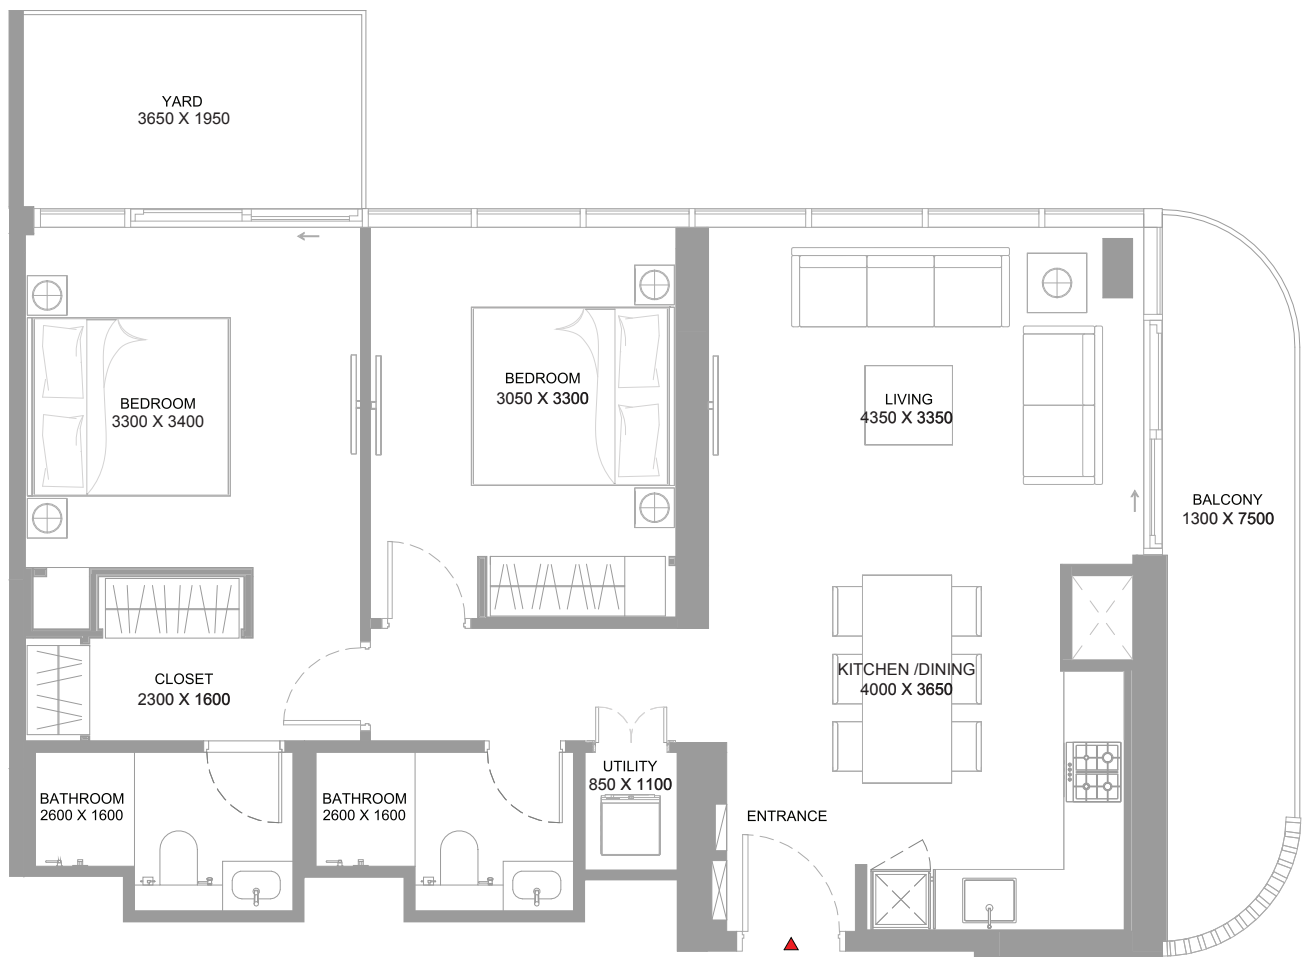 YARD
3650 X 1950
BEDROOM
3300 X 3400
BEDROOM
3050 X 3300
LIVING
4350 X 3350
BALCONY
1300 X 7500
CLOSET
2300 X 1600
KITCHEN /DINING
4000 X 3650
BATHROOM
2600 X 1600
BATHROOM
2600 X 1600
UTILITY
850 X 1100
ENTRANCE